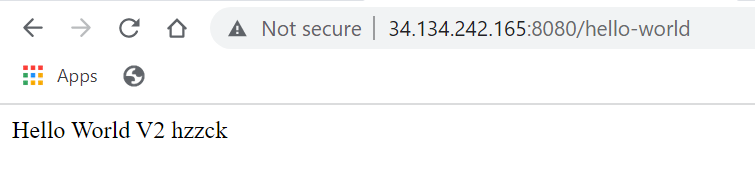 Not secure | 34.134.242.165:8080/hello-world
Apps
Hello World V2 hzzck